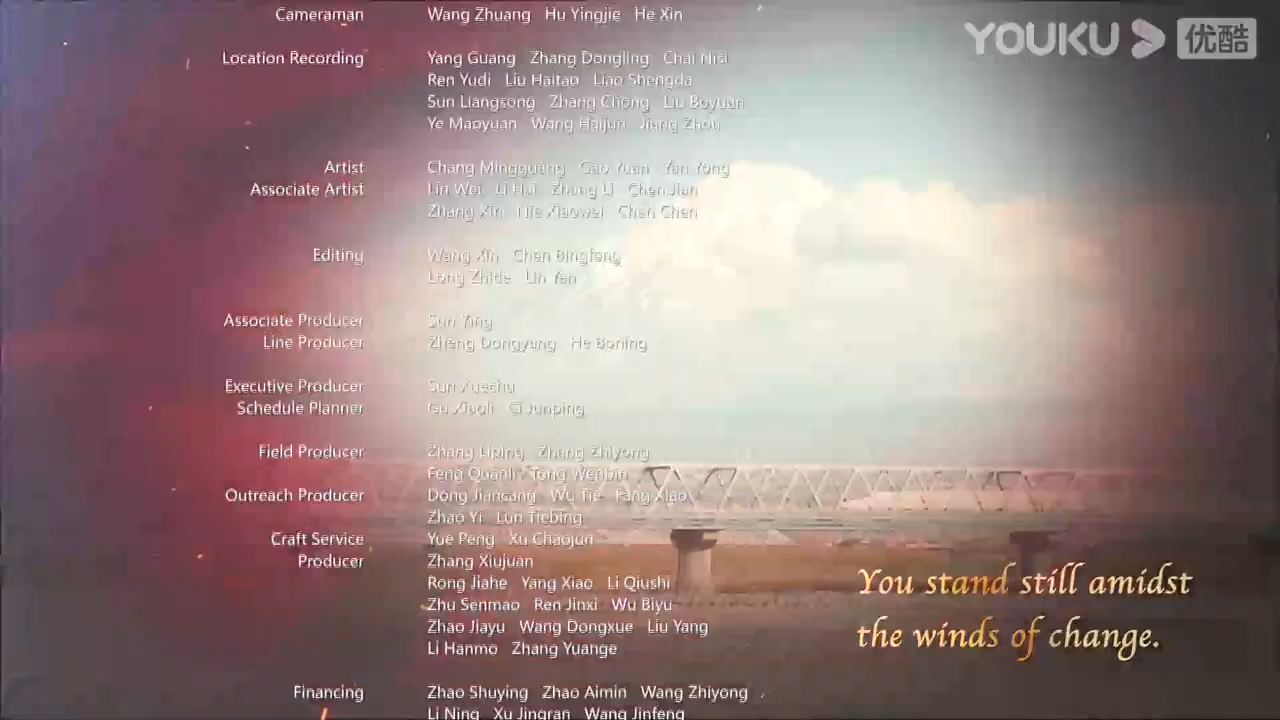 Cameraman Wang Zhuang Hu Yingjie He Xin
YOUKU 优酷
Location Recording Yang Guang Zhang Dongling Chai Nisi
Ren Yudi Liu Haitao Liao Shengda
Sun Liangsong Zhang Chong Liu Boyuan
Ye Maoyuan Wang Haijun Jiang Zhou
Artist Chang Mingguang Gao Yuan Yan Yong
Associate Artist Lin Wei Li Hui Zhang Li Chen Jian
Zhang Xin Nie Xiaowei Chen Chen
Editing Wang Xin Chen Bingfeng
Long Zhide Lin Yan
Associate Producer Sun Ying
Line Producer Zheng Dongyang He Boning
Executive Producer Sun Xuechu
Schedule Planner Gu Xiaoli Ci Junping
Field Producer Zhang Liping Zhang Zhiyong
Feng Quanli Tong Wenbin
Outreach Producer Dong Jiancang Wu Tie Fang Xiao
Zhao Yi Lun Tiebing
Craft Service Yue Peng Xu Chaojun
Producer Zhang Xiujuan
Rong Jiahe Yang Xiao Li Qiushi
Zhu Senmao Ren Jinxi Wu Biyu
Zhao Jiayu Wang Dongxue Liu Yang
Li Hanmo Zhang Yuange
You stand still amidst
the winds of change.
Financing Zhao Shuying Zhao Aimin Wang Zhiyong
Li Ning Xu Jingran Wang Jinfeng